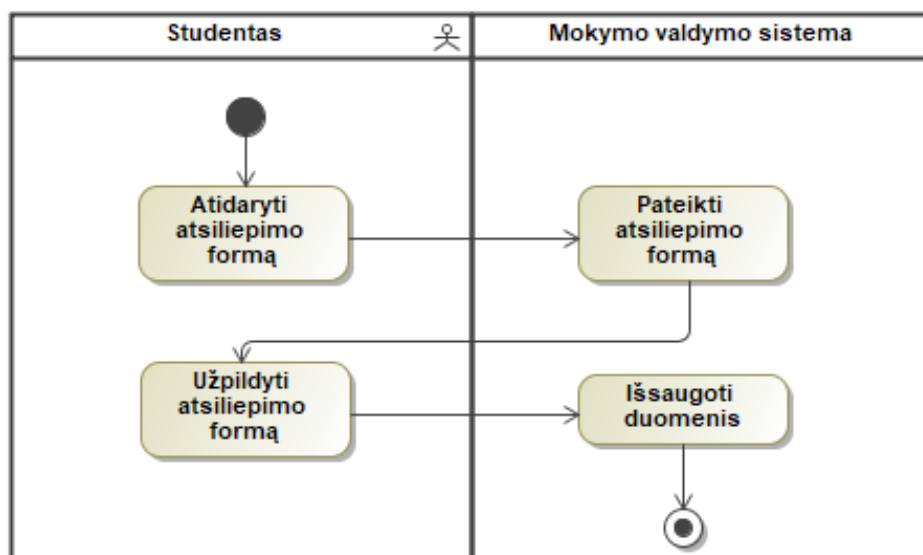 Studentas
Mokymo valdymo sistema
Atidaryti
atsiliepimo
formą
Pateikti
atsiliepimo
formą
Užpildyti
atsiliepimo
formą
Išsaugoti
duomenis